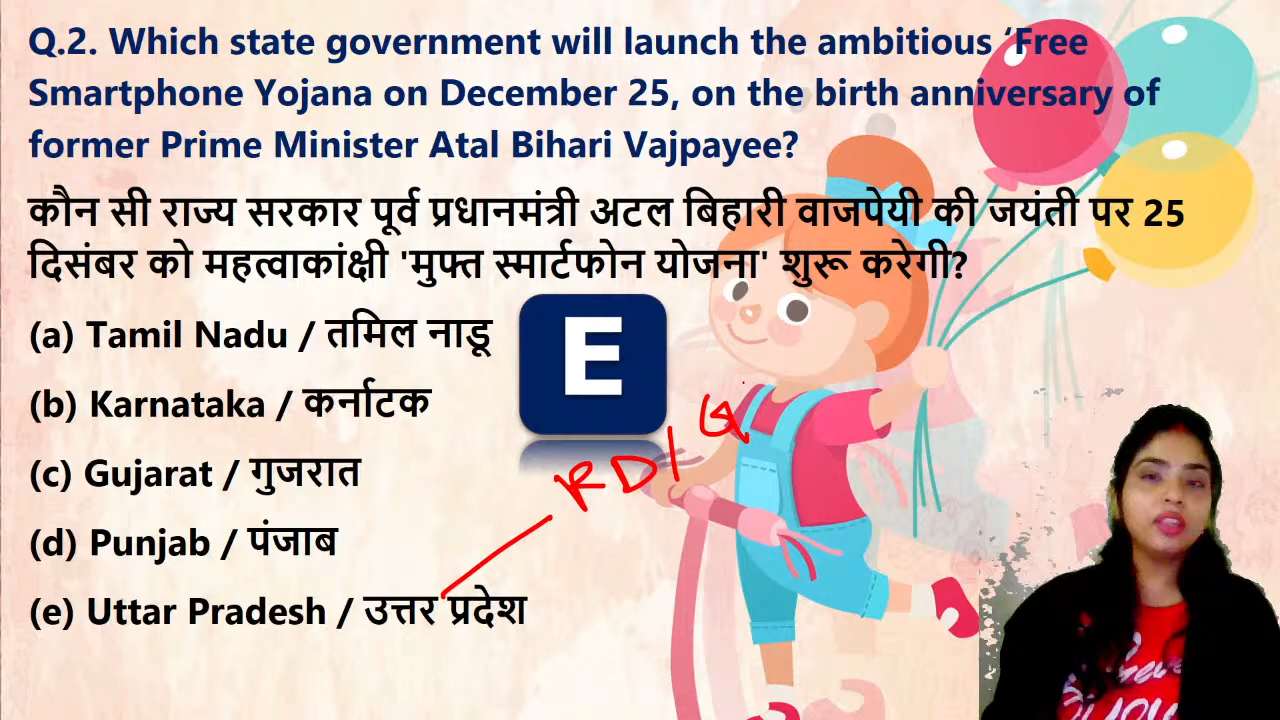 Q.2. Which state government will launch the ambitious ‘Free
Smartphone Yojana on December 25, on the birth anniversary of
former Prime Minister Atal Bihari Vajpayee?
कौन सी राज्य सरकार पूर्व प्रधानमंत्री अटल बिहारी वाजपेयी की जयंती पर 25
दिसंबर को महत्वाकांक्षी 'मुफ्त स्मार्टफोन योजना' शुरू करेगी?
(a) Tamil Nadu / तमिल नाडू
E
(b) Karnataka / कर्नाटक
(c) Gujarat / गुजरात
(d) Punjab / पंजाब
(e) Uttar Pradesh / उत्तर प्रदेश